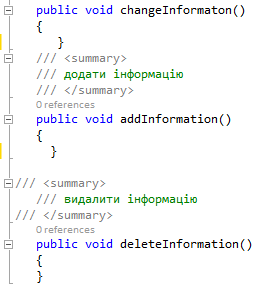 public void changeInformaton()
{
}
/// <summary>
/// додати інформацію
/// </summary>
0 references
public void addInformation()
{
}
/// <summary>
/// видалити інформацію
/// </summary>
0 references
public void deleteInformation()
{
}